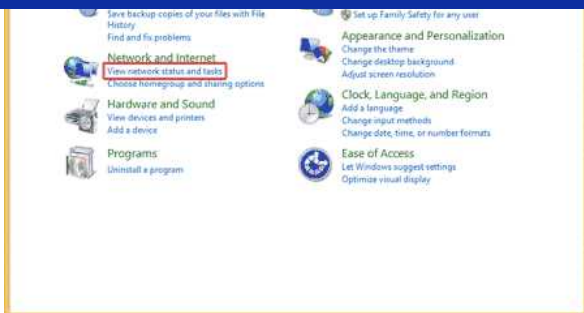 Save backup copies of your files with File
History
Find and fix problems
Network and Internet
View network status and tasks
Choose homegroup and sharing options
Hardware and Sound
View devices and printers
Add a device
Programs
Uninstall a program
Set up Family Safety for any user
Appearance and Personalization
Change the theme
Change desktop background
Adjust screen resolution
Clock, Language, and Region
Add a language
Change input methods
Change date, time, or number formats
Ease of Access
Let Windows suggest settings
Optimize visual display